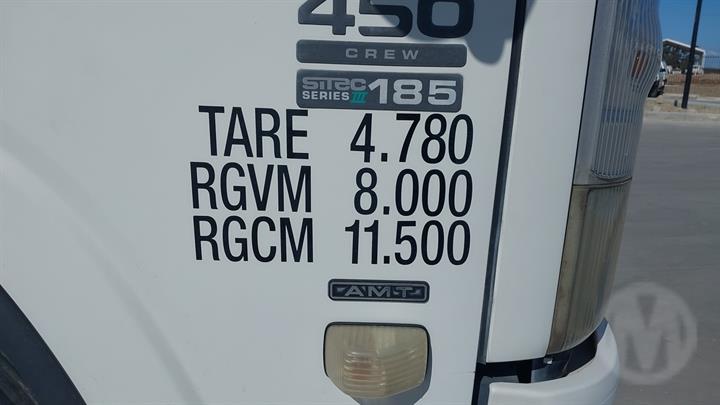 450
CREW
SiTEC
SERIES III 185
TARE 4.780
RGVM 8.000
RGCM 11.500
AMT
M